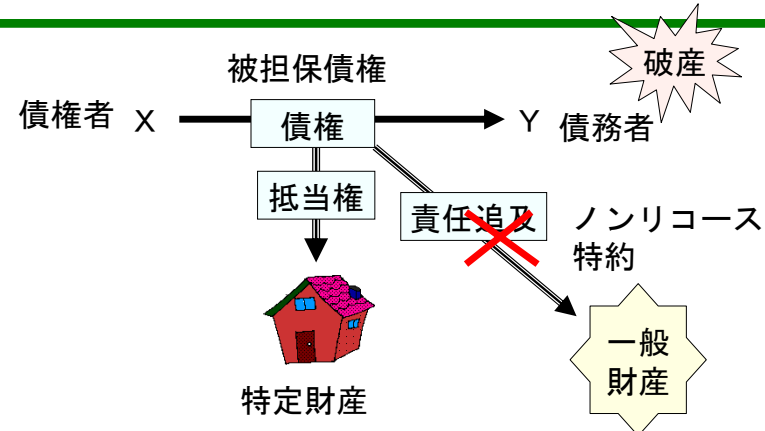 破産
被担保債権
債権者 X
債権
Y 債務者
抵当権
責任追及
ノンリコース
特約
一般
財産
特定財産